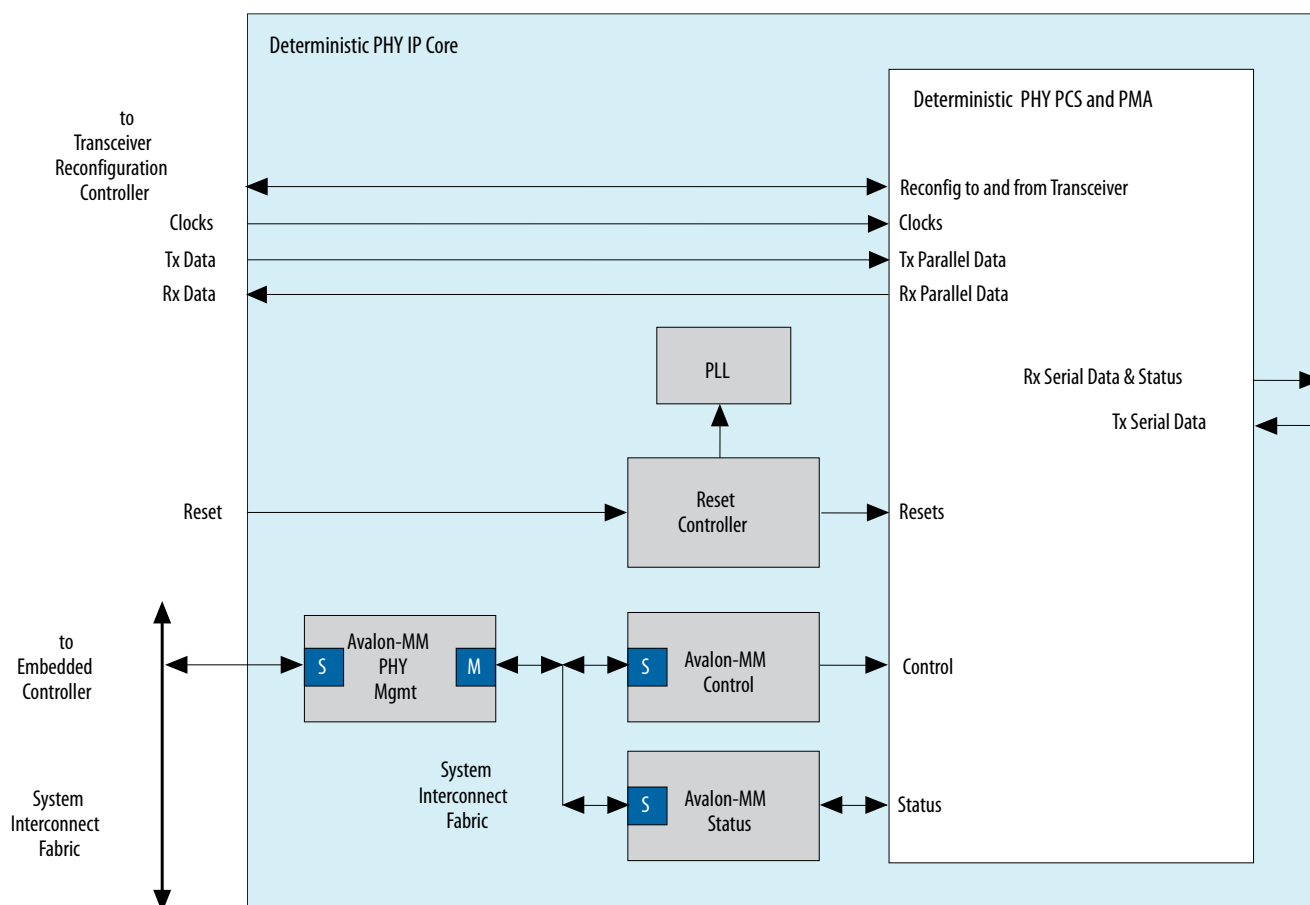 Deterministic PHY IP Core
Deterministic PHY PCS and PMA
to
Transceiver
Reconfiguration
Controller
Reconfig to and from Transceiver
Clocks
Clocks
Tx Data
Tx Parallel Data
Rx Data
Rx Parallel Data
PLL
Rx Serial Data & Status
Tx Serial Data
Reset
Reset
Controller
Resets
to
Embedded
Controller
S
Avalon-MM
PHY
Mgmt
M
S
Avalon-MM
Control
Control
System
Interconnect
Fabric
System
Interconnect
Fabric
S
Avalon-MM
Status
Status